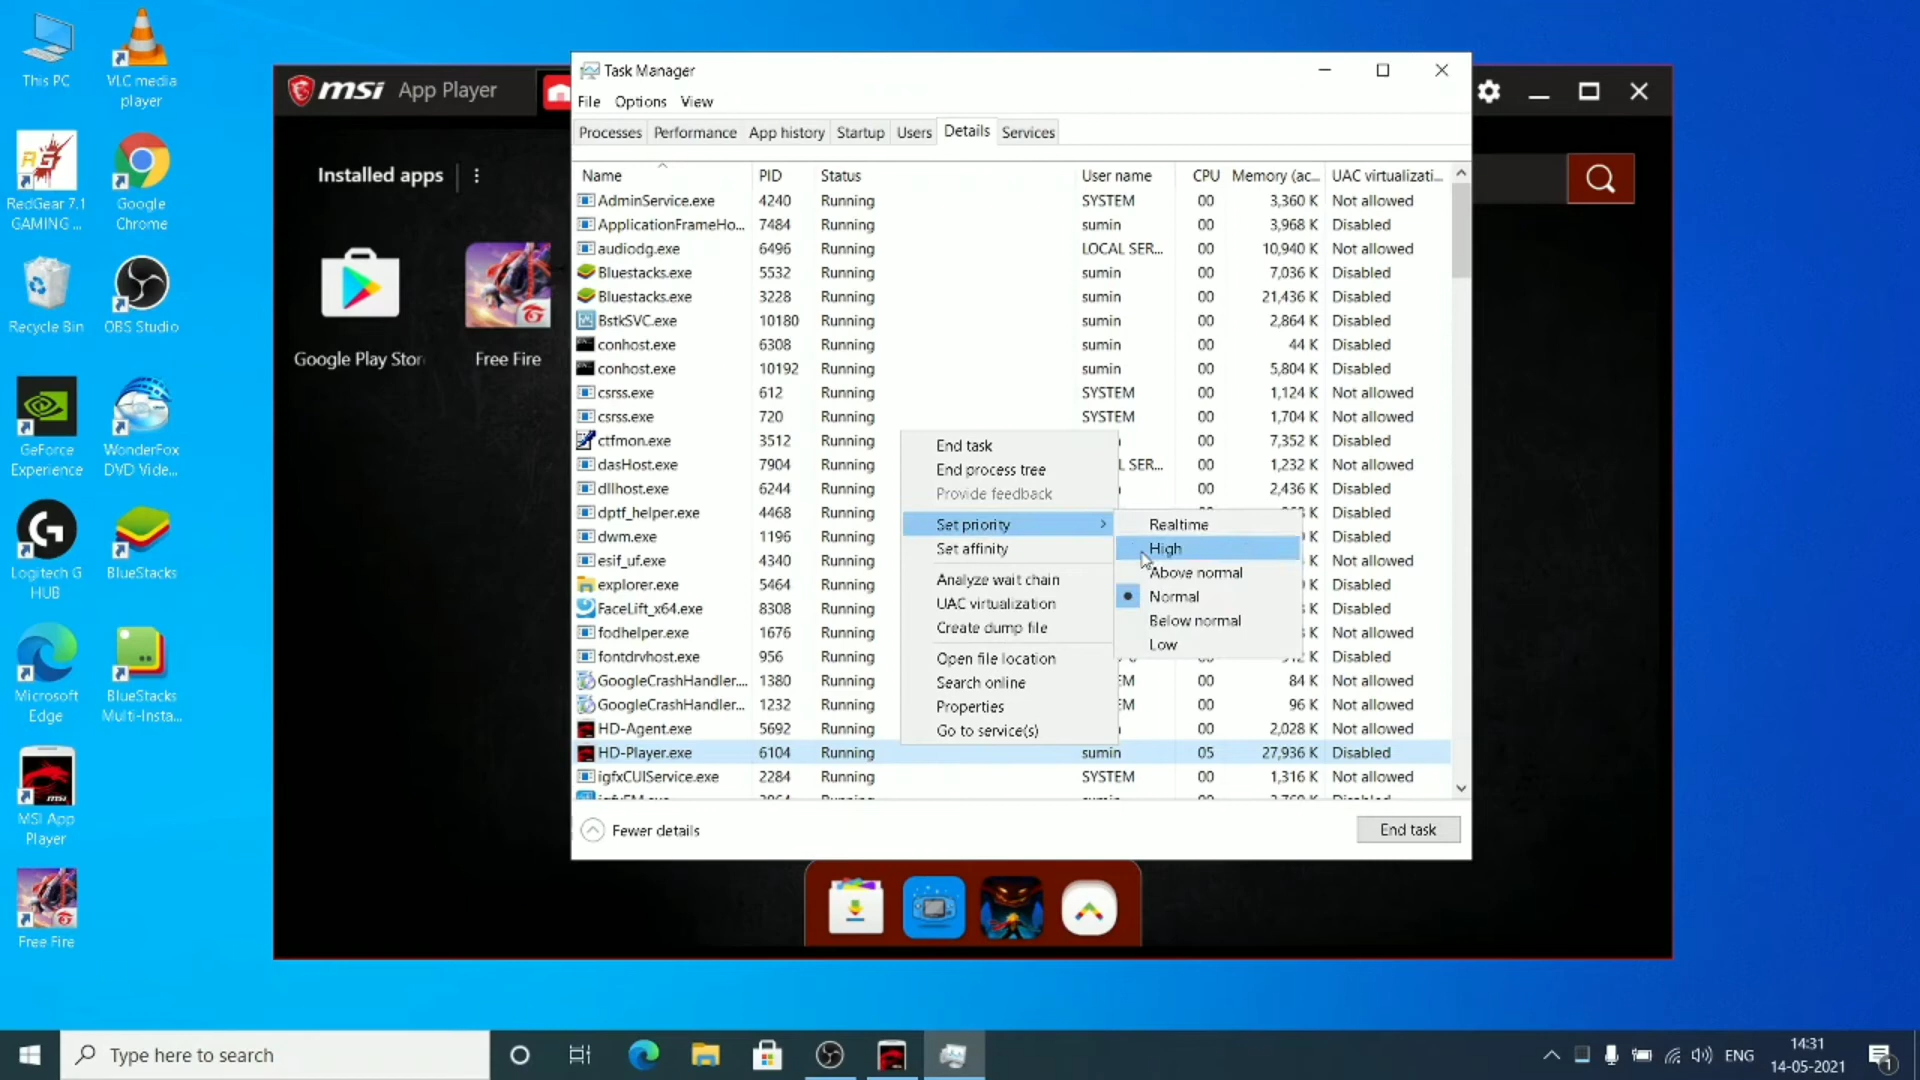 This PC
VLC media
player
RedGear 7.1
GAMING ...
Google
Chrome
Recycle Bin
OBS Studio
GeForce
Experience
WonderFox
DVD Vide...
Logitech G
HUB
BlueStacks
Microsoft
Edge
BlueStacks
Multi-Insta...
MSI App
Player
Free Fire
msi App Player
Installed apps
Google Play Stor
Free Fire
Task Manager
File Options View
Processes Performance App history Startup Users Details Services
Name PID Status User name CPU Memory (ac... UAC virtualizati...
AdminService.exe 4240 Running SYSTEM 00 3,360 K Not allowed
ApplicationFrameHo... 7484 Running sumin 00 3,968 K Disabled
audiodg.exe 6496 Running LOCAL SER... 00 10,940 K Not allowed
Bluestacks.exe 5532 Running sumin 00 7,036 K Disabled
Bluestacks.exe 3228 Running sumin 00 21,436 K Disabled
BstkSVC.exe 10180 Running sumin 00 2,864 K Disabled
conhost.exe 6308 Running sumin 00 44 K Disabled
conhost.exe 10192 Running sumin 00 5,804 K Disabled
csrss.exe 612 Running SYSTEM 00 1,124 K Not allowed
csrss.exe 720 Running SYSTEM 00 1,704 K Not allowed
ctfmon.exe 3512 Running 00 7,352 K Disabled
dasHost.exe 7904 Running L SER... 00 1,232 K Not allowed
dllhost.exe 6244 Running 00 2,436 K Disabled
dptf_helper.exe 4468 Running K Disabled
dwm.exe 1196 Running K Disabled
esif_uf.exe 4340 Running K Not allowed
explorer.exe 5464 Running K Disabled
FaceLift_x64.exe 8308 Running K Disabled
fodhelper.exe 1676 Running K Not allowed
fontdrvhost.exe 956 Running K Disabled
GoogleCrashHandler.... 1380 Running EM 00 84 K Not allowed
GoogleCrashHandler... 1232 Running EM 00 96 K Not allowed
HD-Agent.exe 5692 Running 00 2,028 K Not allowed
HD-Player.exe 6104 Running sumin 05 27,936 K Disabled
igfxCUIService.exe 2284 Running SYSTEM 00 1,316 K Not allowed
End task
End process tree
Provide feedback
Set priority
Set affinity
Analyze wait chain
UAC virtualization
Create dump file
Open file location
Search online
Properties
Go to service(s)
Realtime
High
Above normal
Normal
Below normal
Low
Fewer details
End task
Type here to search
ENG
14:31
14-05-2021
1